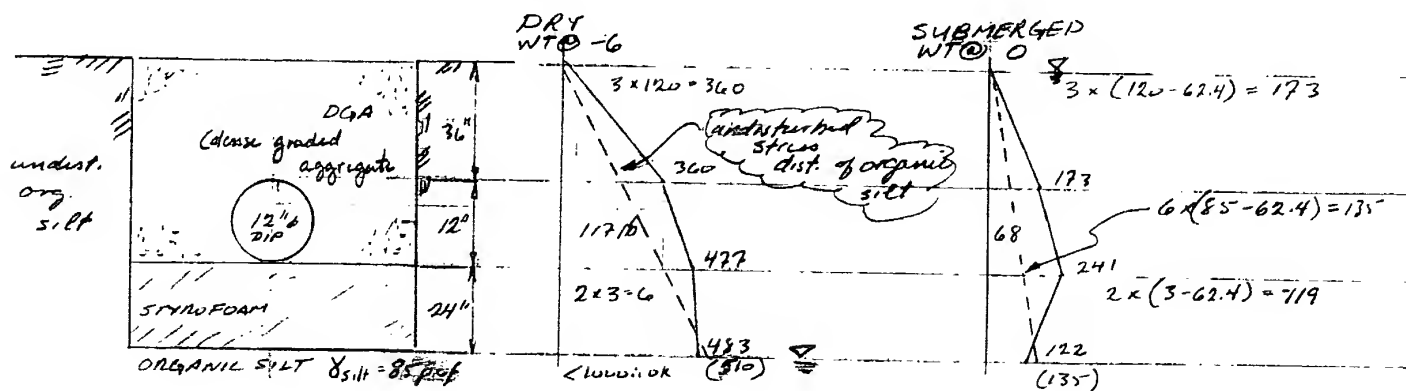 DRY
WT@ -6
SUBMERGED
WT@ 0
3 x 120 = 360
3 x (120-62.4) = 173
DGA
(dense graded
aggregate
36"
undist.
org.
silt
undisturbed
stress
dist. of organic
silt
360
173
12"φ
DIP
12"
117 lb
68
6 x (85-62.4) = 135
477
241
STYROFOAM
24"
2 x 3 = 6
2 x (3-62.4) =
483
122
ORGANIC SILT γsilt = 85 pcf
(510)
(135)